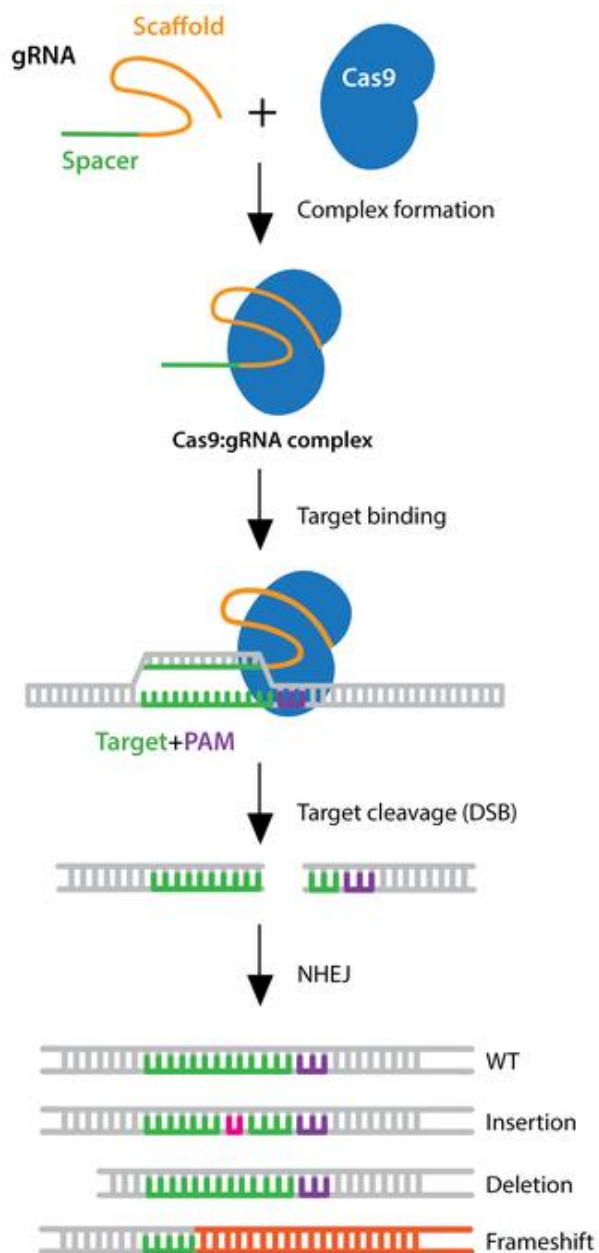 Scaffold
gRNA
Cas9
+
Spacer
Complex formation
Cas9:gRNA complex
Target binding
Target+PAM
Target cleavage (DSB)
NHEJ
WT
Insertion
Deletion
Frameshift